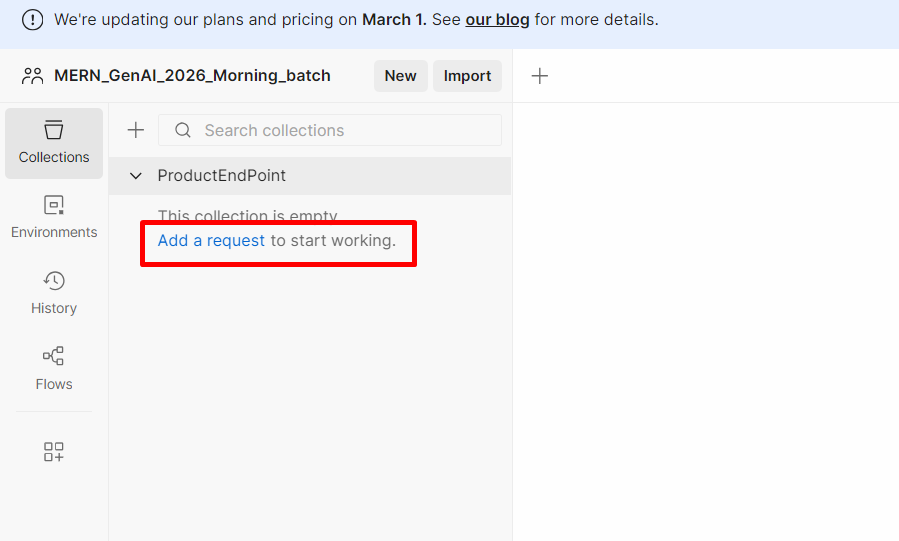 We're updating our plans and pricing on March 1. See our blog for more details.
MERN_GenAI_2026_Morning_batch
New
Import
Collections
Search collections
ProductEndPoint
This collection is empty
Add a request to start working.
Environments
History
Flows